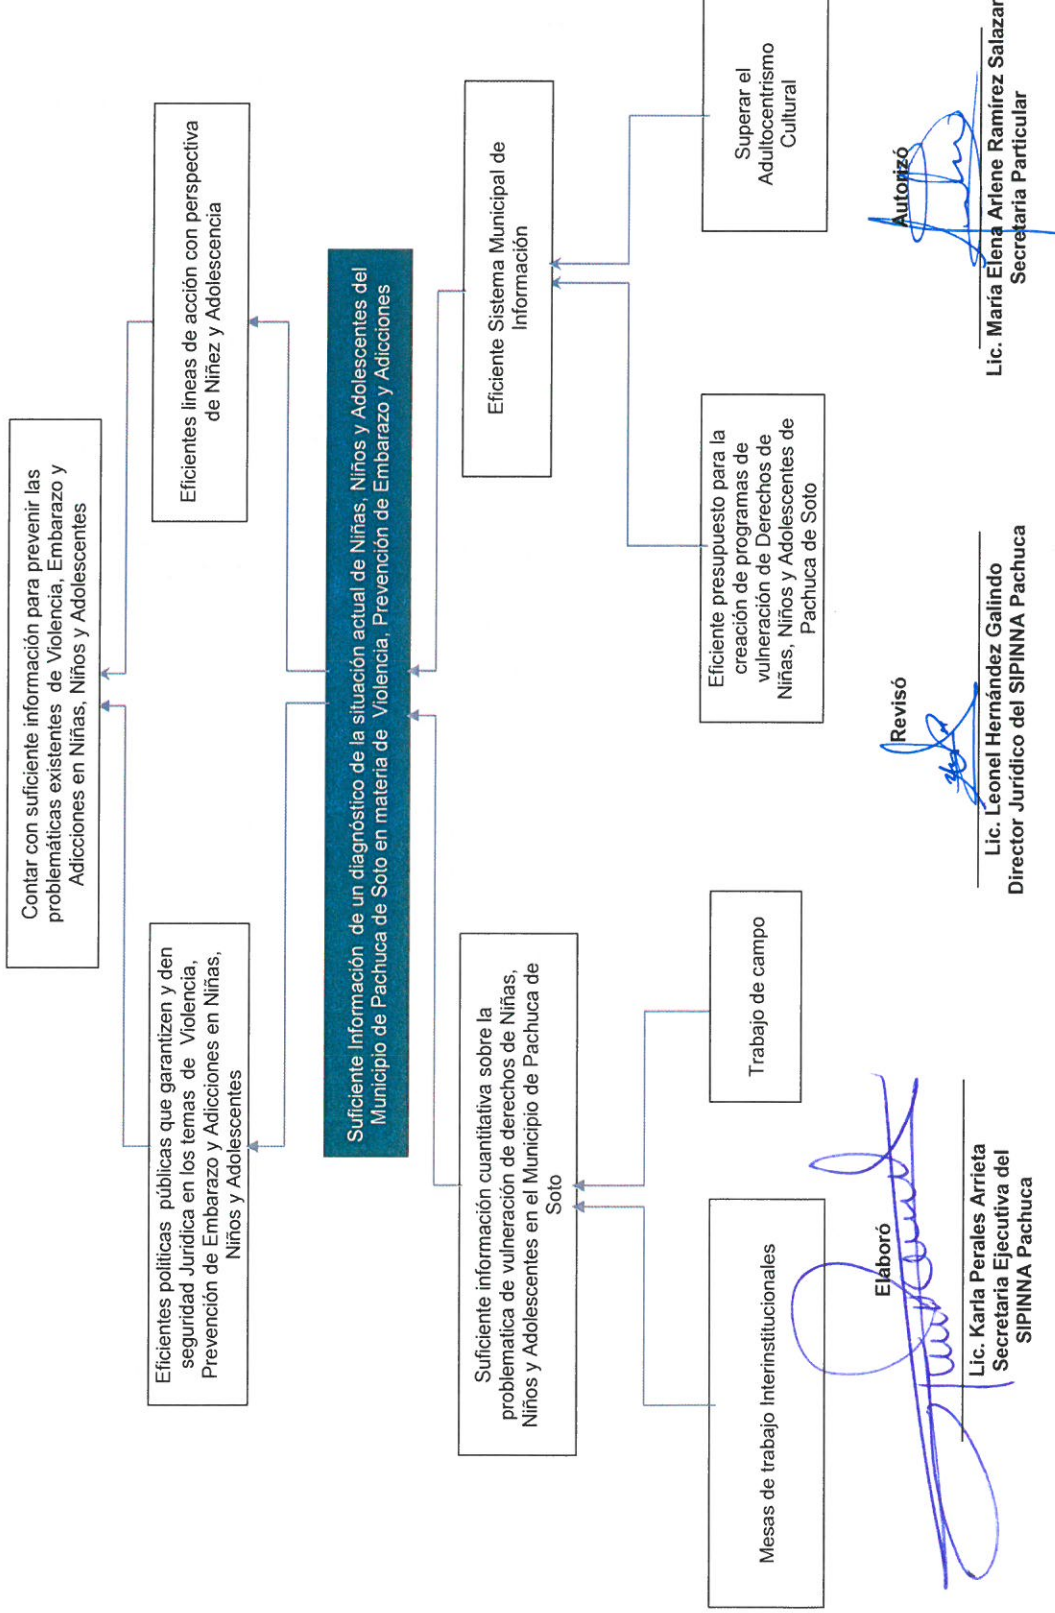 Contar con suficiente información para prevenir las
problemáticas existentes de Violencia, Embarazo y
Adicciones en Niñas, Niños y Adolescentes
Eficientes políticas públicas que garantizen y den
seguridad Jurídica en los temas de Violencia,
Prevención de Embarazo y Adicciones en Niñas,
Niños y Adolescentes
Eficientes lineas de acción con perspectiva
de Niñez y Adolescencia
Suficiente Información de un diagnóstico de la situación actual de Niñas, Niños y Adolescentes del
Municipio de Pachuca de Soto en materia de Violencia, Prevención de Embarazo y Adicciones
Suficiente información cuantitativa sobre la
problematica de vulneración de derechos de Niñas,
Niños y Adolescentes en el Municipio de Pachuca de
Soto
Eficiente Sistema Municipal de
Información
Mesas de trabajo Interinstitucionales
Trabajo de campo
Eficiente presupuesto para la
creación de programas de
vulneración de Derechos de
Niñas, Niños y Adolescentes de
Pachuca de Soto
Superar el
Adultocentrismo
Cultural
Elaboró
Lic. Karla Perales Arrieta
Secretaria Ejecutiva del
SIPINNA Pachuca
Revisó
Lic. Leonel Hernández Galindo
Director Jurídico del SIPINNA Pachuca
Autorizó
Lic. María Elena Arlene Ramírez Salazar
Secretaria Particular